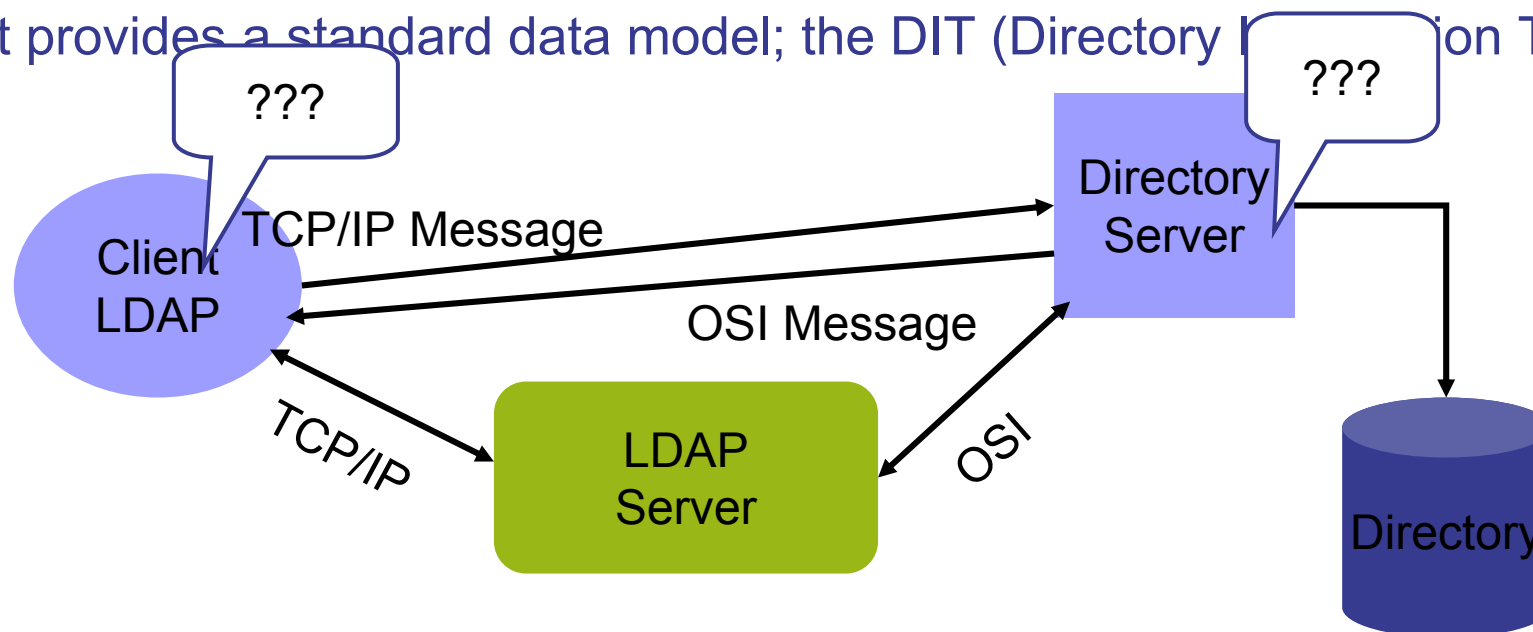 t provides a standard data model; the DIT (Directory I ion T
???
???
Directory
Server
TCP/IP Message
Client
LDAP
OSI Message
TCP/IP
LDAP
Server
OSI
Directory